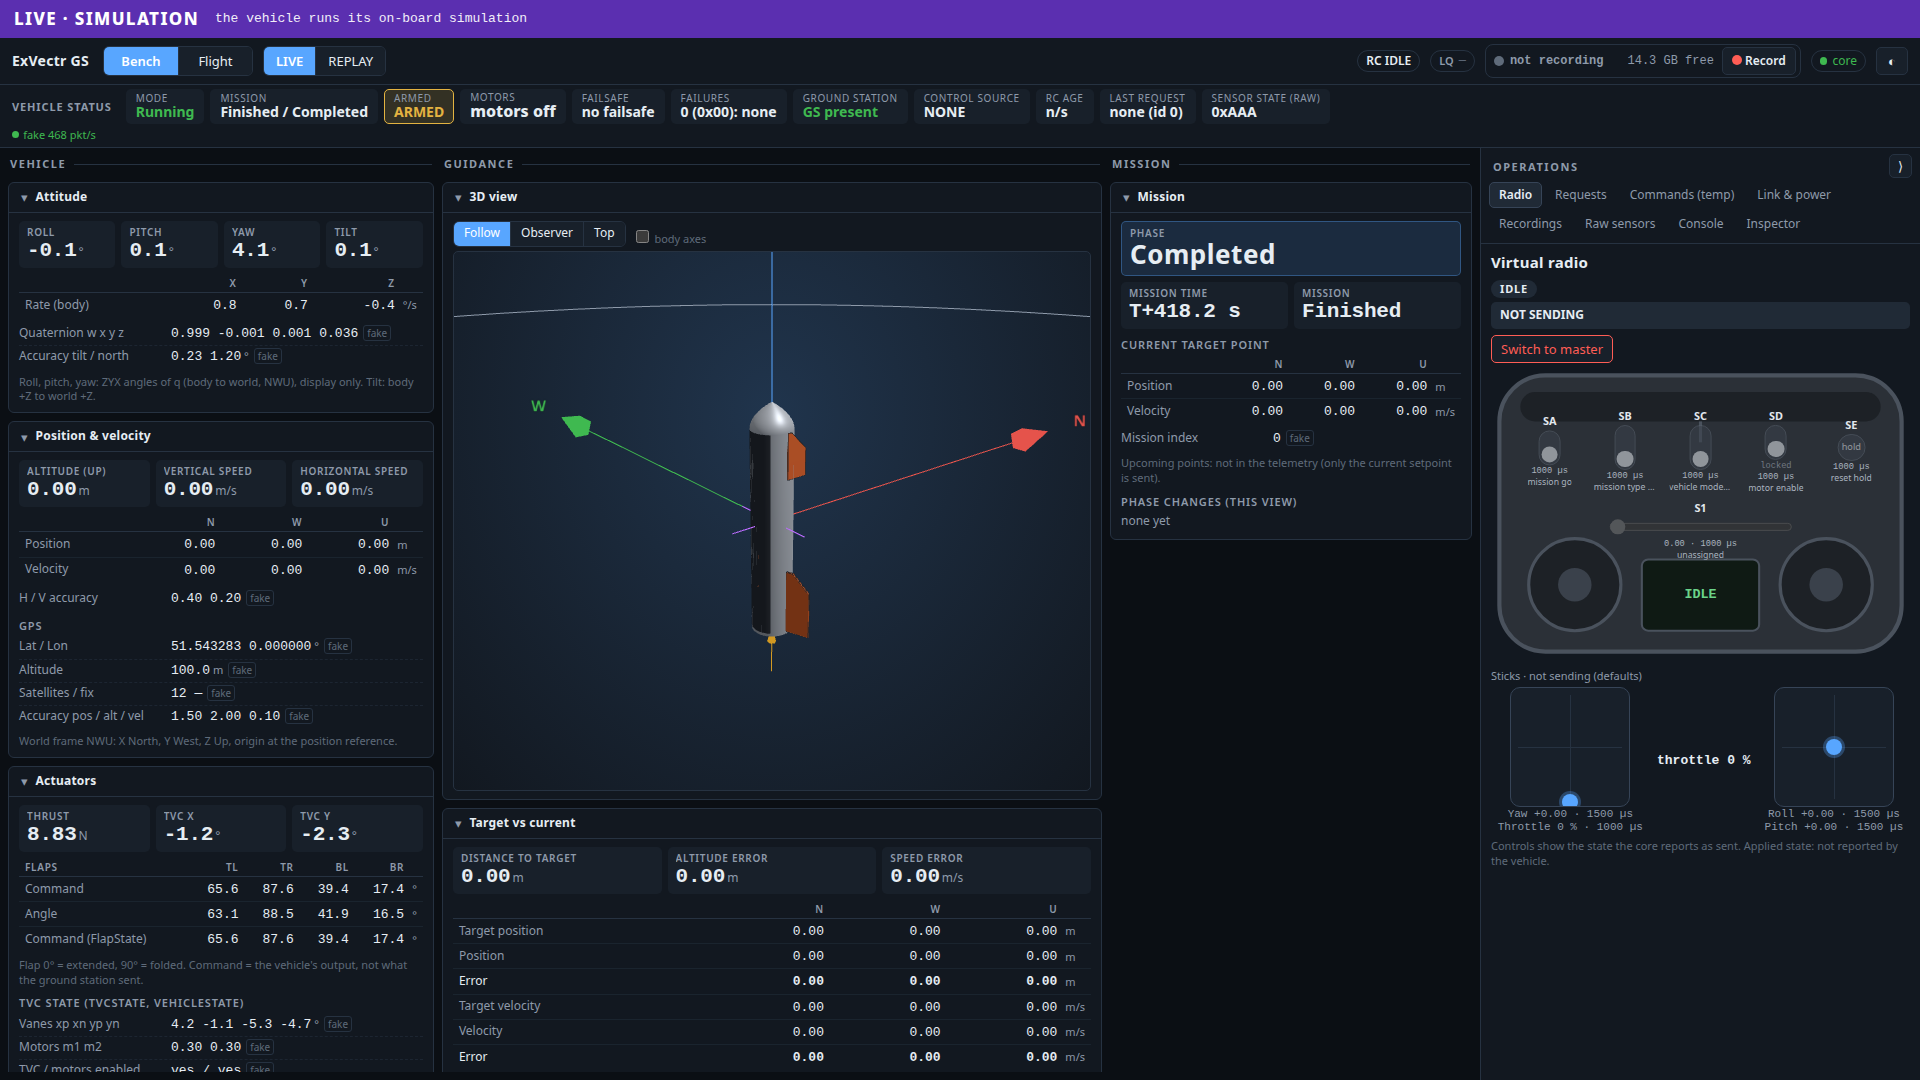 LIVE · SIMULATION the vehicle runs its on-board simulation
ExVectr GS Bench Flight LIVE REPLAY RC IDLE LQ — not recording 14.3 GB free Record core
VEHICLE STATUS
MODE
Running
MISSION
Finished / Completed
ARMED
ARMED
MOTORS
motors off
FAILSAFE
no failsafe
FAILURES
0 (0x00): none
GROUND STATION
GS present
CONTROL SOURCE
NONE
RC AGE
n/s
LAST REQUEST
none (id 0)
SENSOR STATE (RAW)
0xAAA
fake 468 pkt/s
VEHICLE
Attitude
ROLL PITCH YAW TILT
-0.1° 0.1° 4.1° 0.1°
X Y Z
Rate (body) 0.8 0.7 -0.4 °/s
Quaternion w x y z 0.999 -0.001 0.001 0.036 fake
Accuracy tilt / north 0.23 1.20° fake
Roll, pitch, yaw: ZYX angles of q (body to world, NWU), display only. Tilt: body
+Z to world +Z.
Position & velocity
ALTITUDE (UP) VERTICAL SPEED HORIZONTAL SPEED
0.00m 0.00m/s 0.00m/s
N W U
Position 0.00 0.00 0.00 m
Velocity 0.00 0.00 0.00 m/s
H / V accuracy 0.40 0.20 fake
GPS
Lat / Lon 51.543283 0.000000° fake
Altitude 100.0m fake
Satellites / fix 12 — fake
Accuracy pos / alt / vel 1.50 2.00 0.10 fake
World frame NWU: X North, Y West, Z Up, origin at the position reference.
Actuators
THRUST TVC X TVC Y
8.83N -1.2° -2.3°
FLAPS TL TR BL BR
Command 65.6 87.6 39.4 17.4 °
Angle 63.1 88.5 41.9 16.5 °
Command (FlapState) 65.6 87.6 39.4 17.4 °
Flap 0° = extended, 90° = folded. Command = the vehicle's output, not what
the ground station sent.
TVC STATE (TVCSTATE, VEHICLESTATE)
Vanes xp xn yp yn 4.2 -1.1 -5.3 -4.7° fake
Motors m1 m2 0.30 0.30 fake
TVC / motors enabled yes / yes fake
GUIDANCE
3D view
Follow Observer Top body axes
W
N
Target vs current
DISTANCE TO TARGET ALTITUDE ERROR SPEED ERROR
0.00m 0.00m 0.00m/s
N W U
Target position 0.00 0.00 0.00 m
Position 0.00 0.00 0.00 m
Error 0.00 0.00 0.00 m
Target velocity 0.00 0.00 0.00 m/s
Velocity 0.00 0.00 0.00 m/s
Error 0.00 0.00 0.00 m/s
MISSION
Mission
PHASE
Completed
MISSION TIME MISSION
T+418.2 s Finished
CURRENT TARGET POINT
N W U
Position 0.00 0.00 0.00 m
Velocity 0.00 0.00 0.00 m/s
Mission index 0 fake
Upcoming points: not in the telemetry (only the current setpoint
is sent).
PHASE CHANGES (THIS VIEW)
none yet
OPERATIONS
Radio Requests Commands (temp) Link & power
Recordings Raw sensors Console Inspector
Virtual radio
IDLE
NOT SENDING
Switch to master
SA SB SC SD SE
hold
locked
1000 µs 1000 µs 1000 µs 1000 µs 1000 µs
mission go mission type ... vehicle mode... motor enable reset hold
S1
0.00 · 1000 µs
unassigned
IDLE
Sticks · not sending (defaults)
throttle 0 %
Yaw +0.00 · 1500 µs Roll +0.00 · 1500 µs
Throttle 0 % · 1000 µs Pitch +0.00 · 1500 µs
Controls show the state the core reports as sent. Applied state: not reported by
the vehicle.